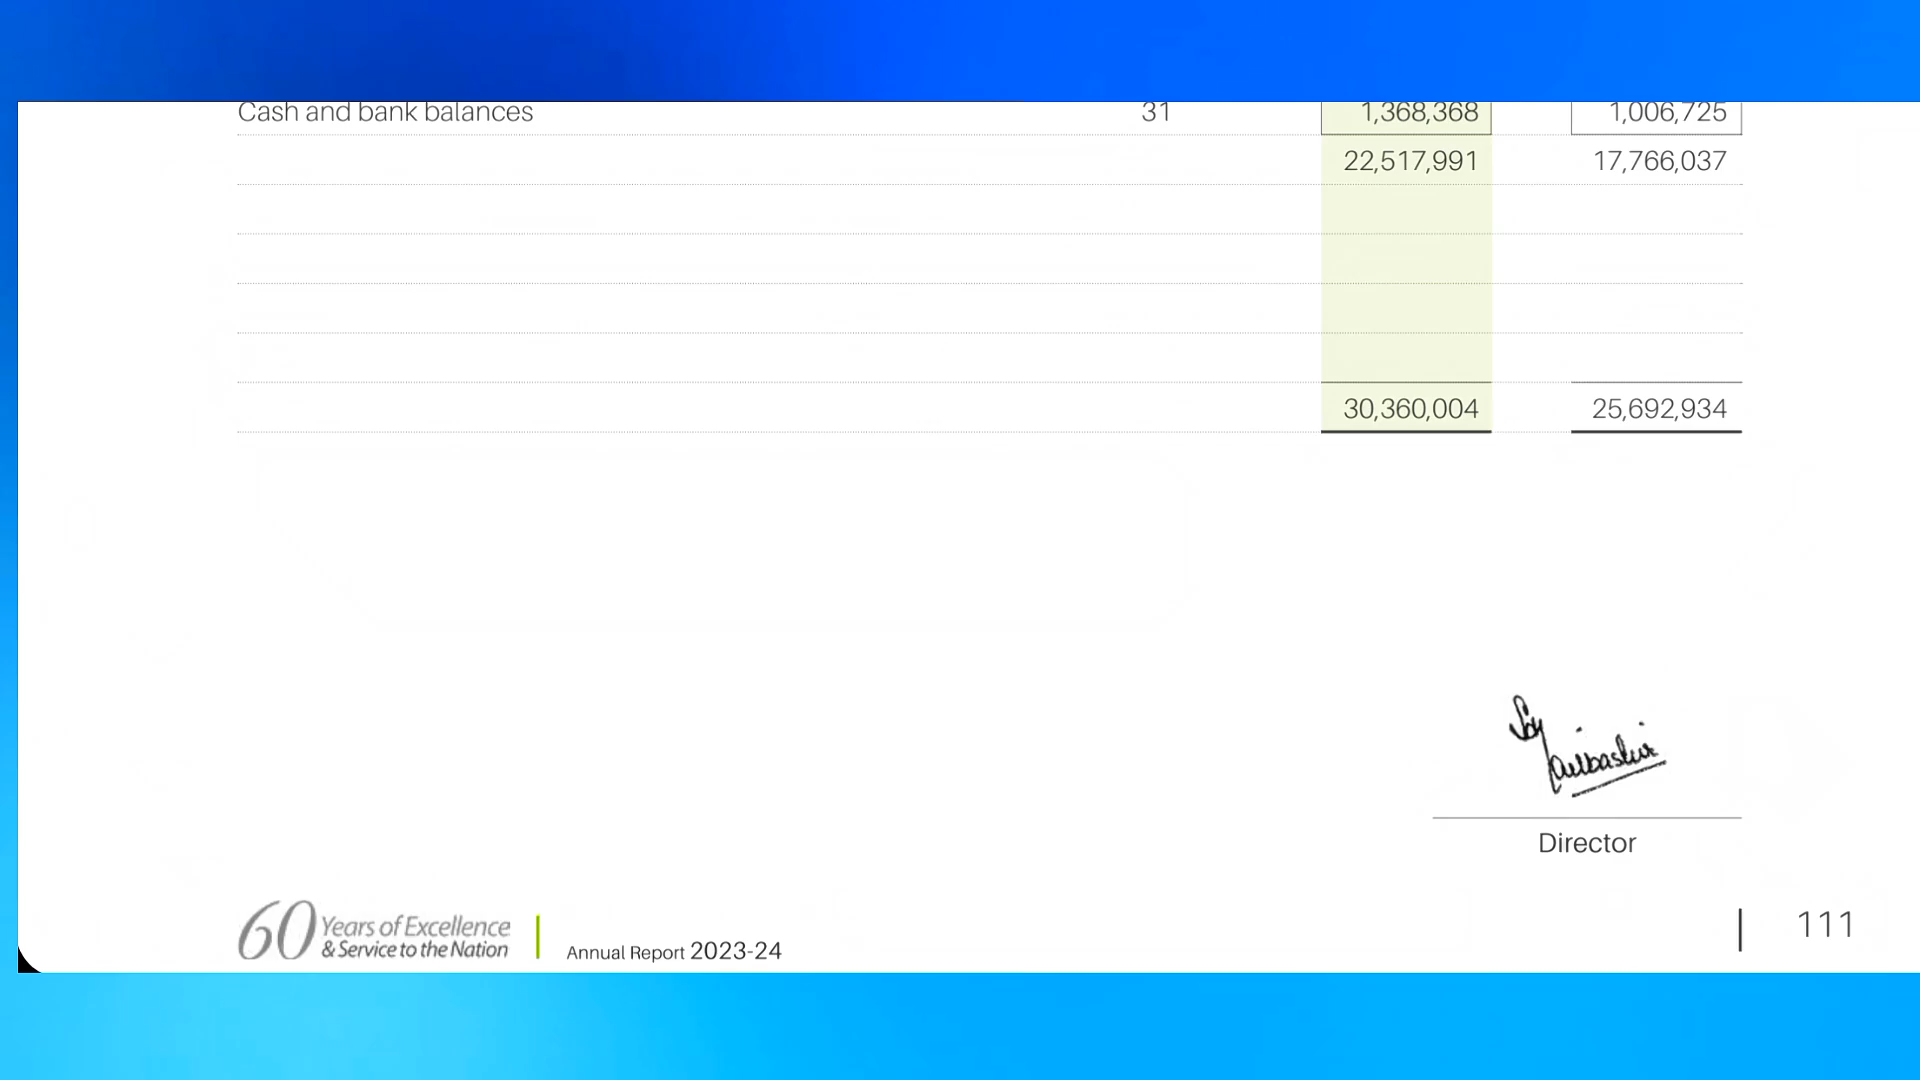 Cash and bank balances 31 1,368,368 1,006,725
22,517,991 17,766,037
30,360,004 25,692,934
Director
60 Years of Excellence
& Service to the Nation
Annual Report 2023-24
111